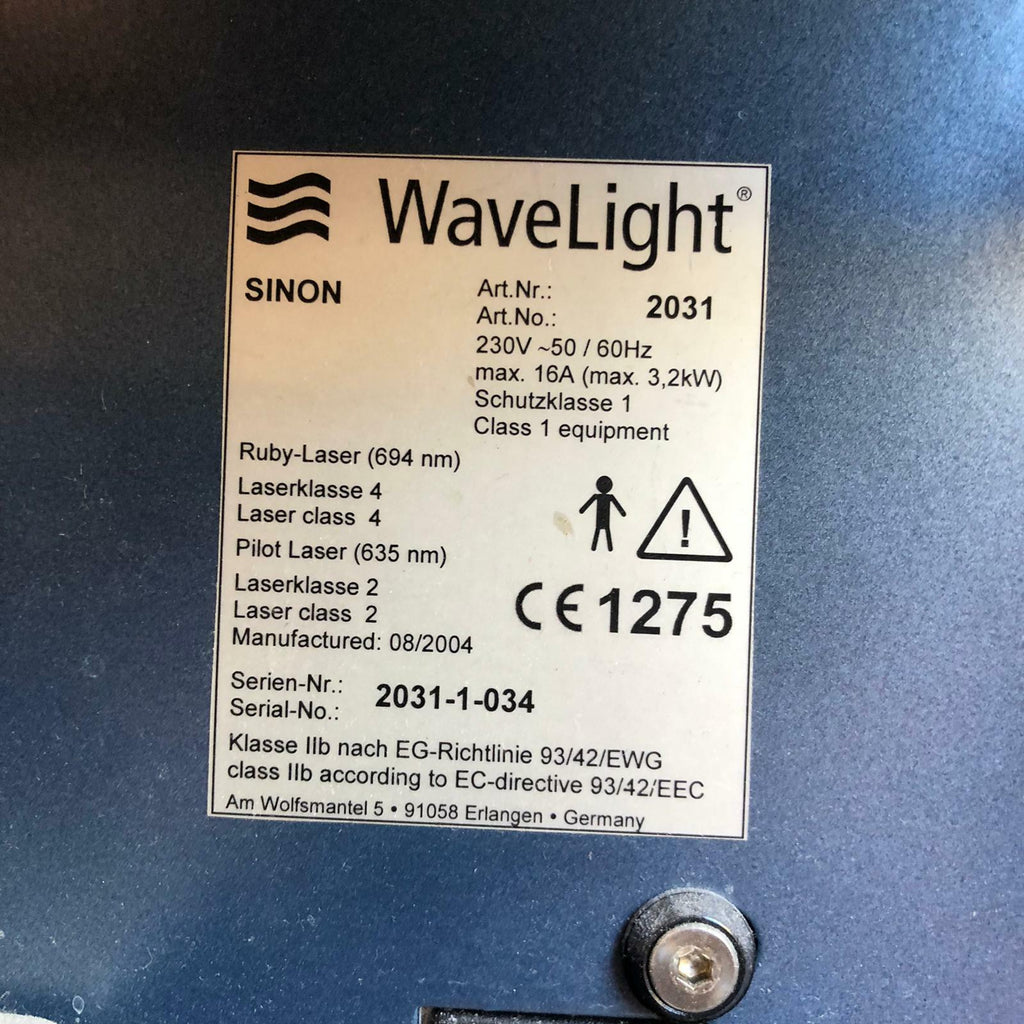 WaveLight®
SINON
Art.Nr.:
Art.No.: 2031
230V ~50 / 60Hz
max. 16A (max. 3,2kW)
Schutzklasse 1
Class 1 equipment
Ruby-Laser (694 nm)
Laserklasse 4
Laser class 4
Pilot Laser (635 nm)
Laserklasse 2
Laser class 2
CE 1275
Manufactured: 08/2004
Serien-Nr.:
Serial-No.: 2031-1-034
Klasse IIb nach EG-Richtlinie 93/42/EWG
class IIb according to EC-directive 93/42/EEC
Am Wolfsmantel 5 • 91058 Erlangen • Germany